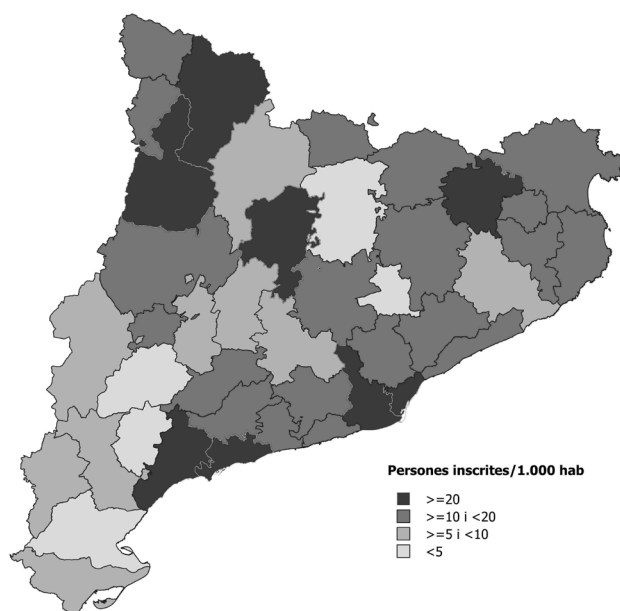 Persones inscrites/1.000 hab
>=20
>=10 i <20
>=5 i <10
<5